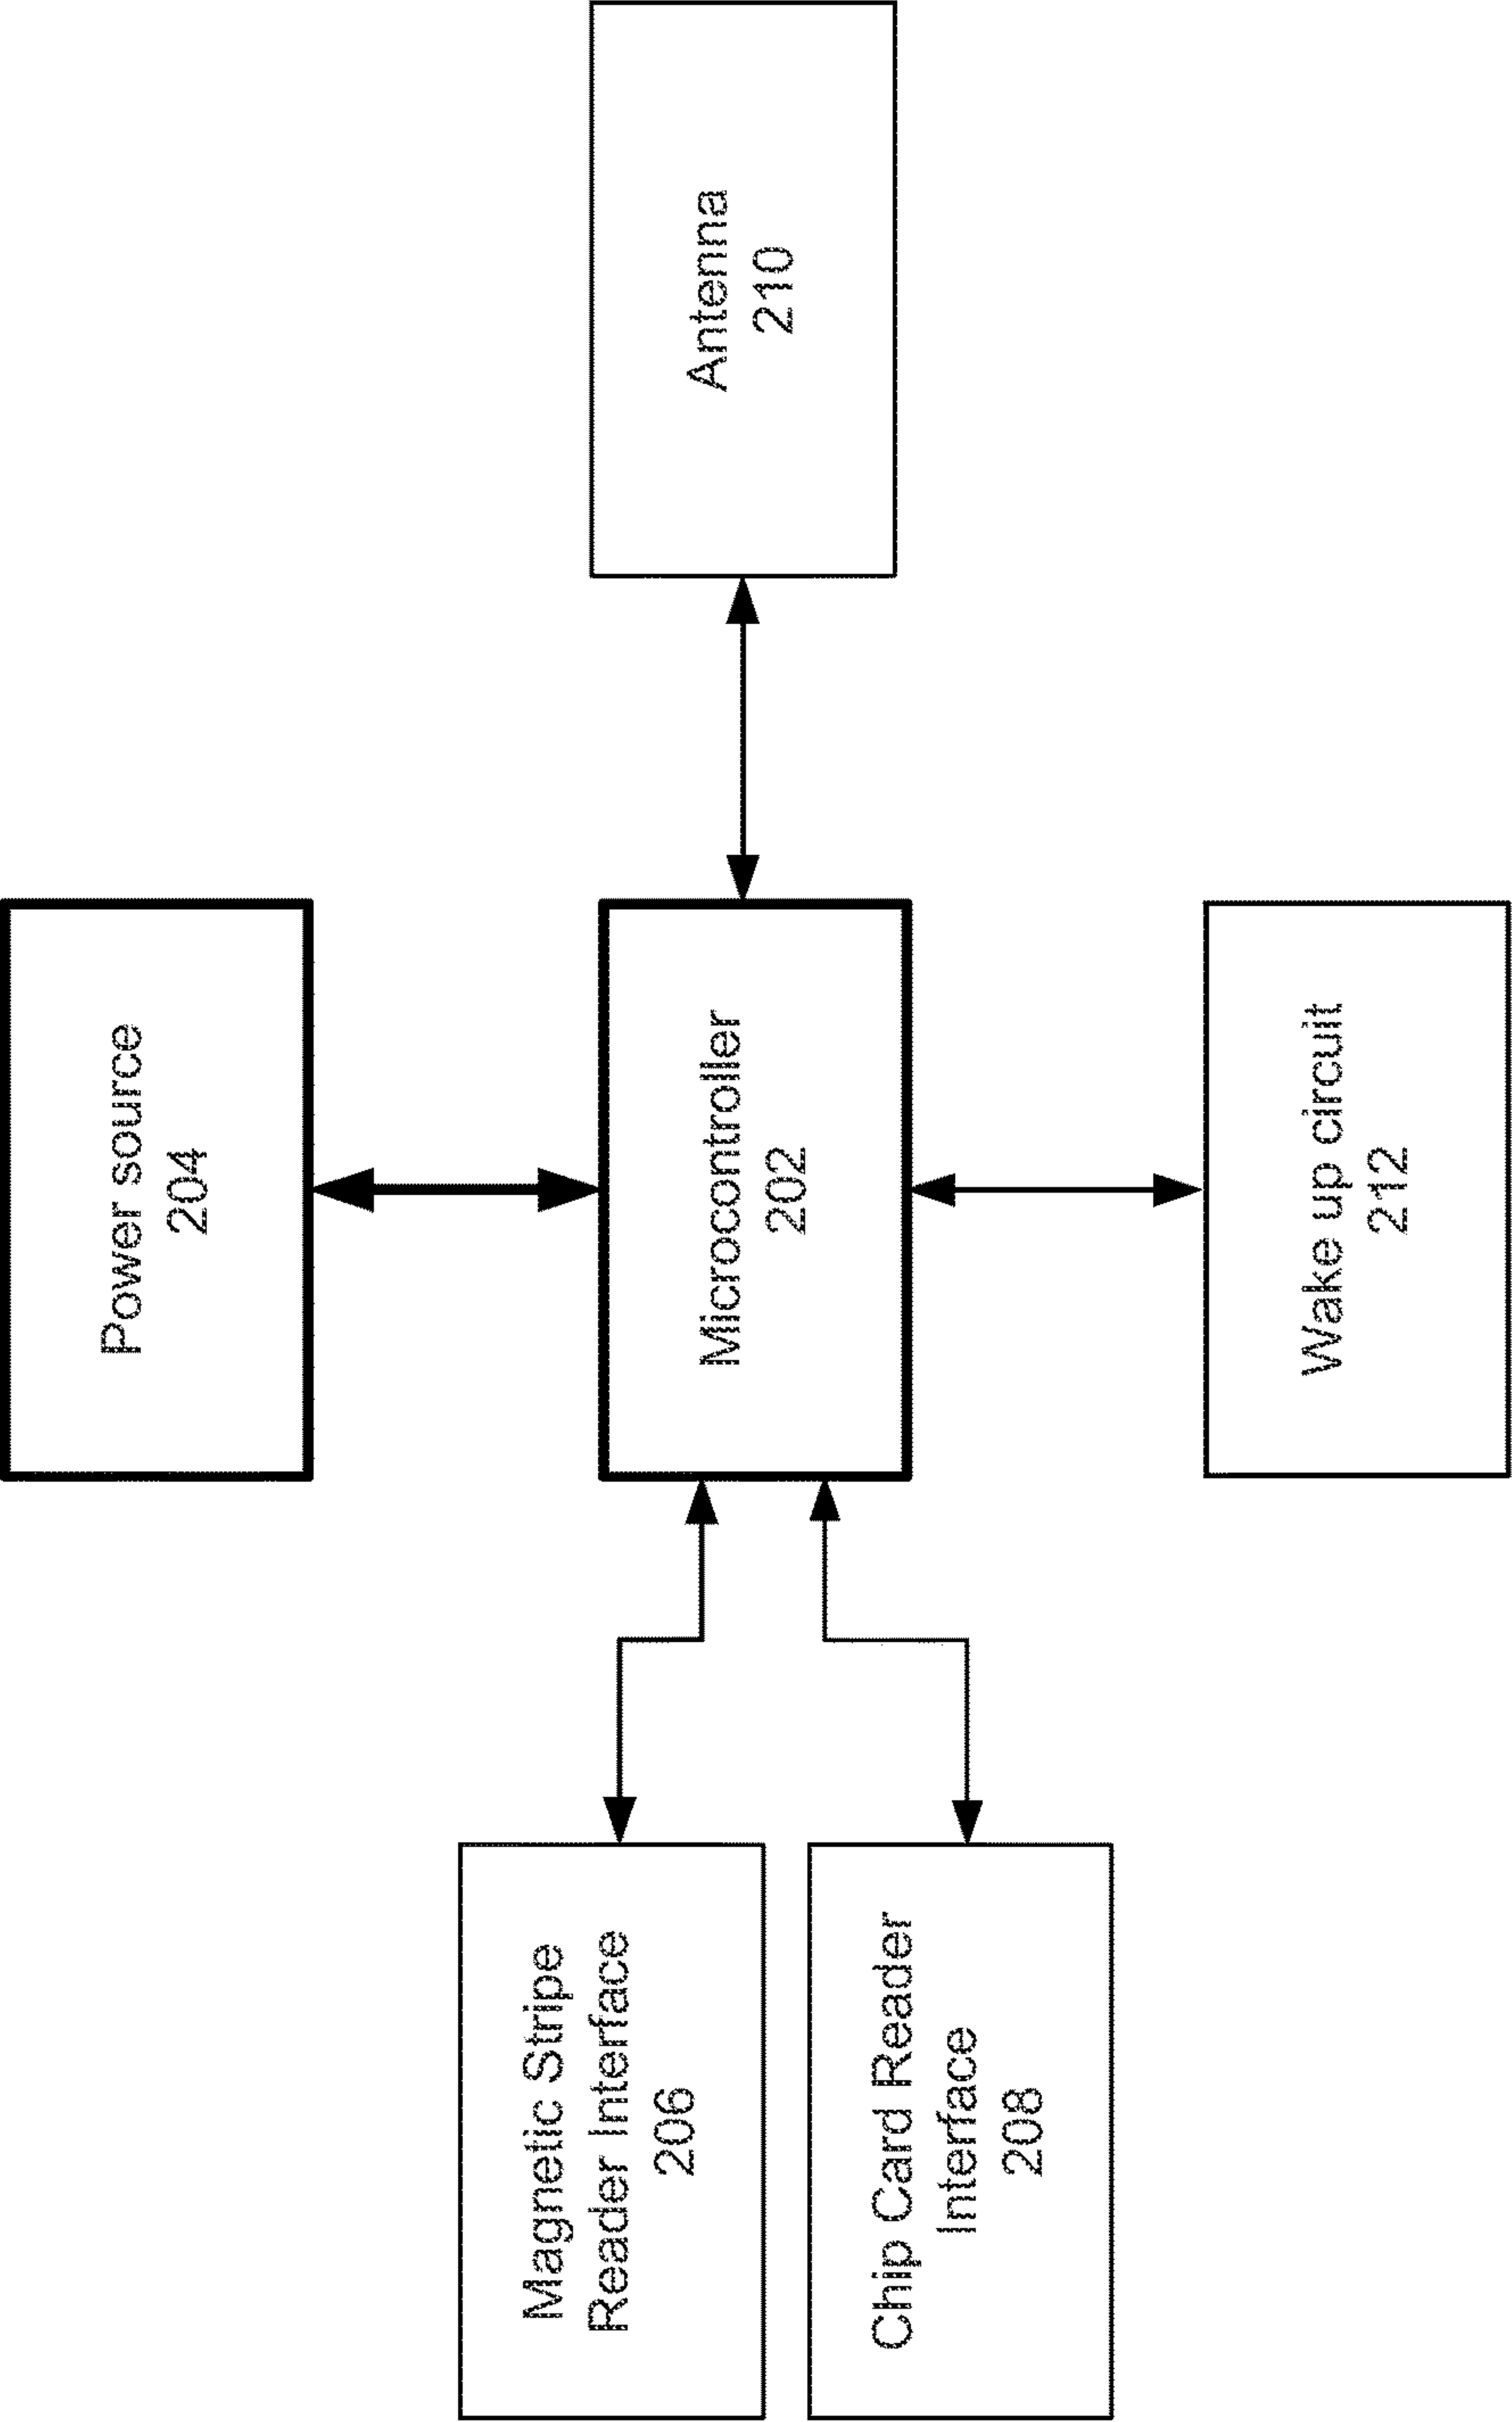 Power source
204
Magnetic Stripe
Reader Interface
206
Chip Card Reader
Interface
208
Microcontroller
202
Antenna
210
Wake up circuit
212